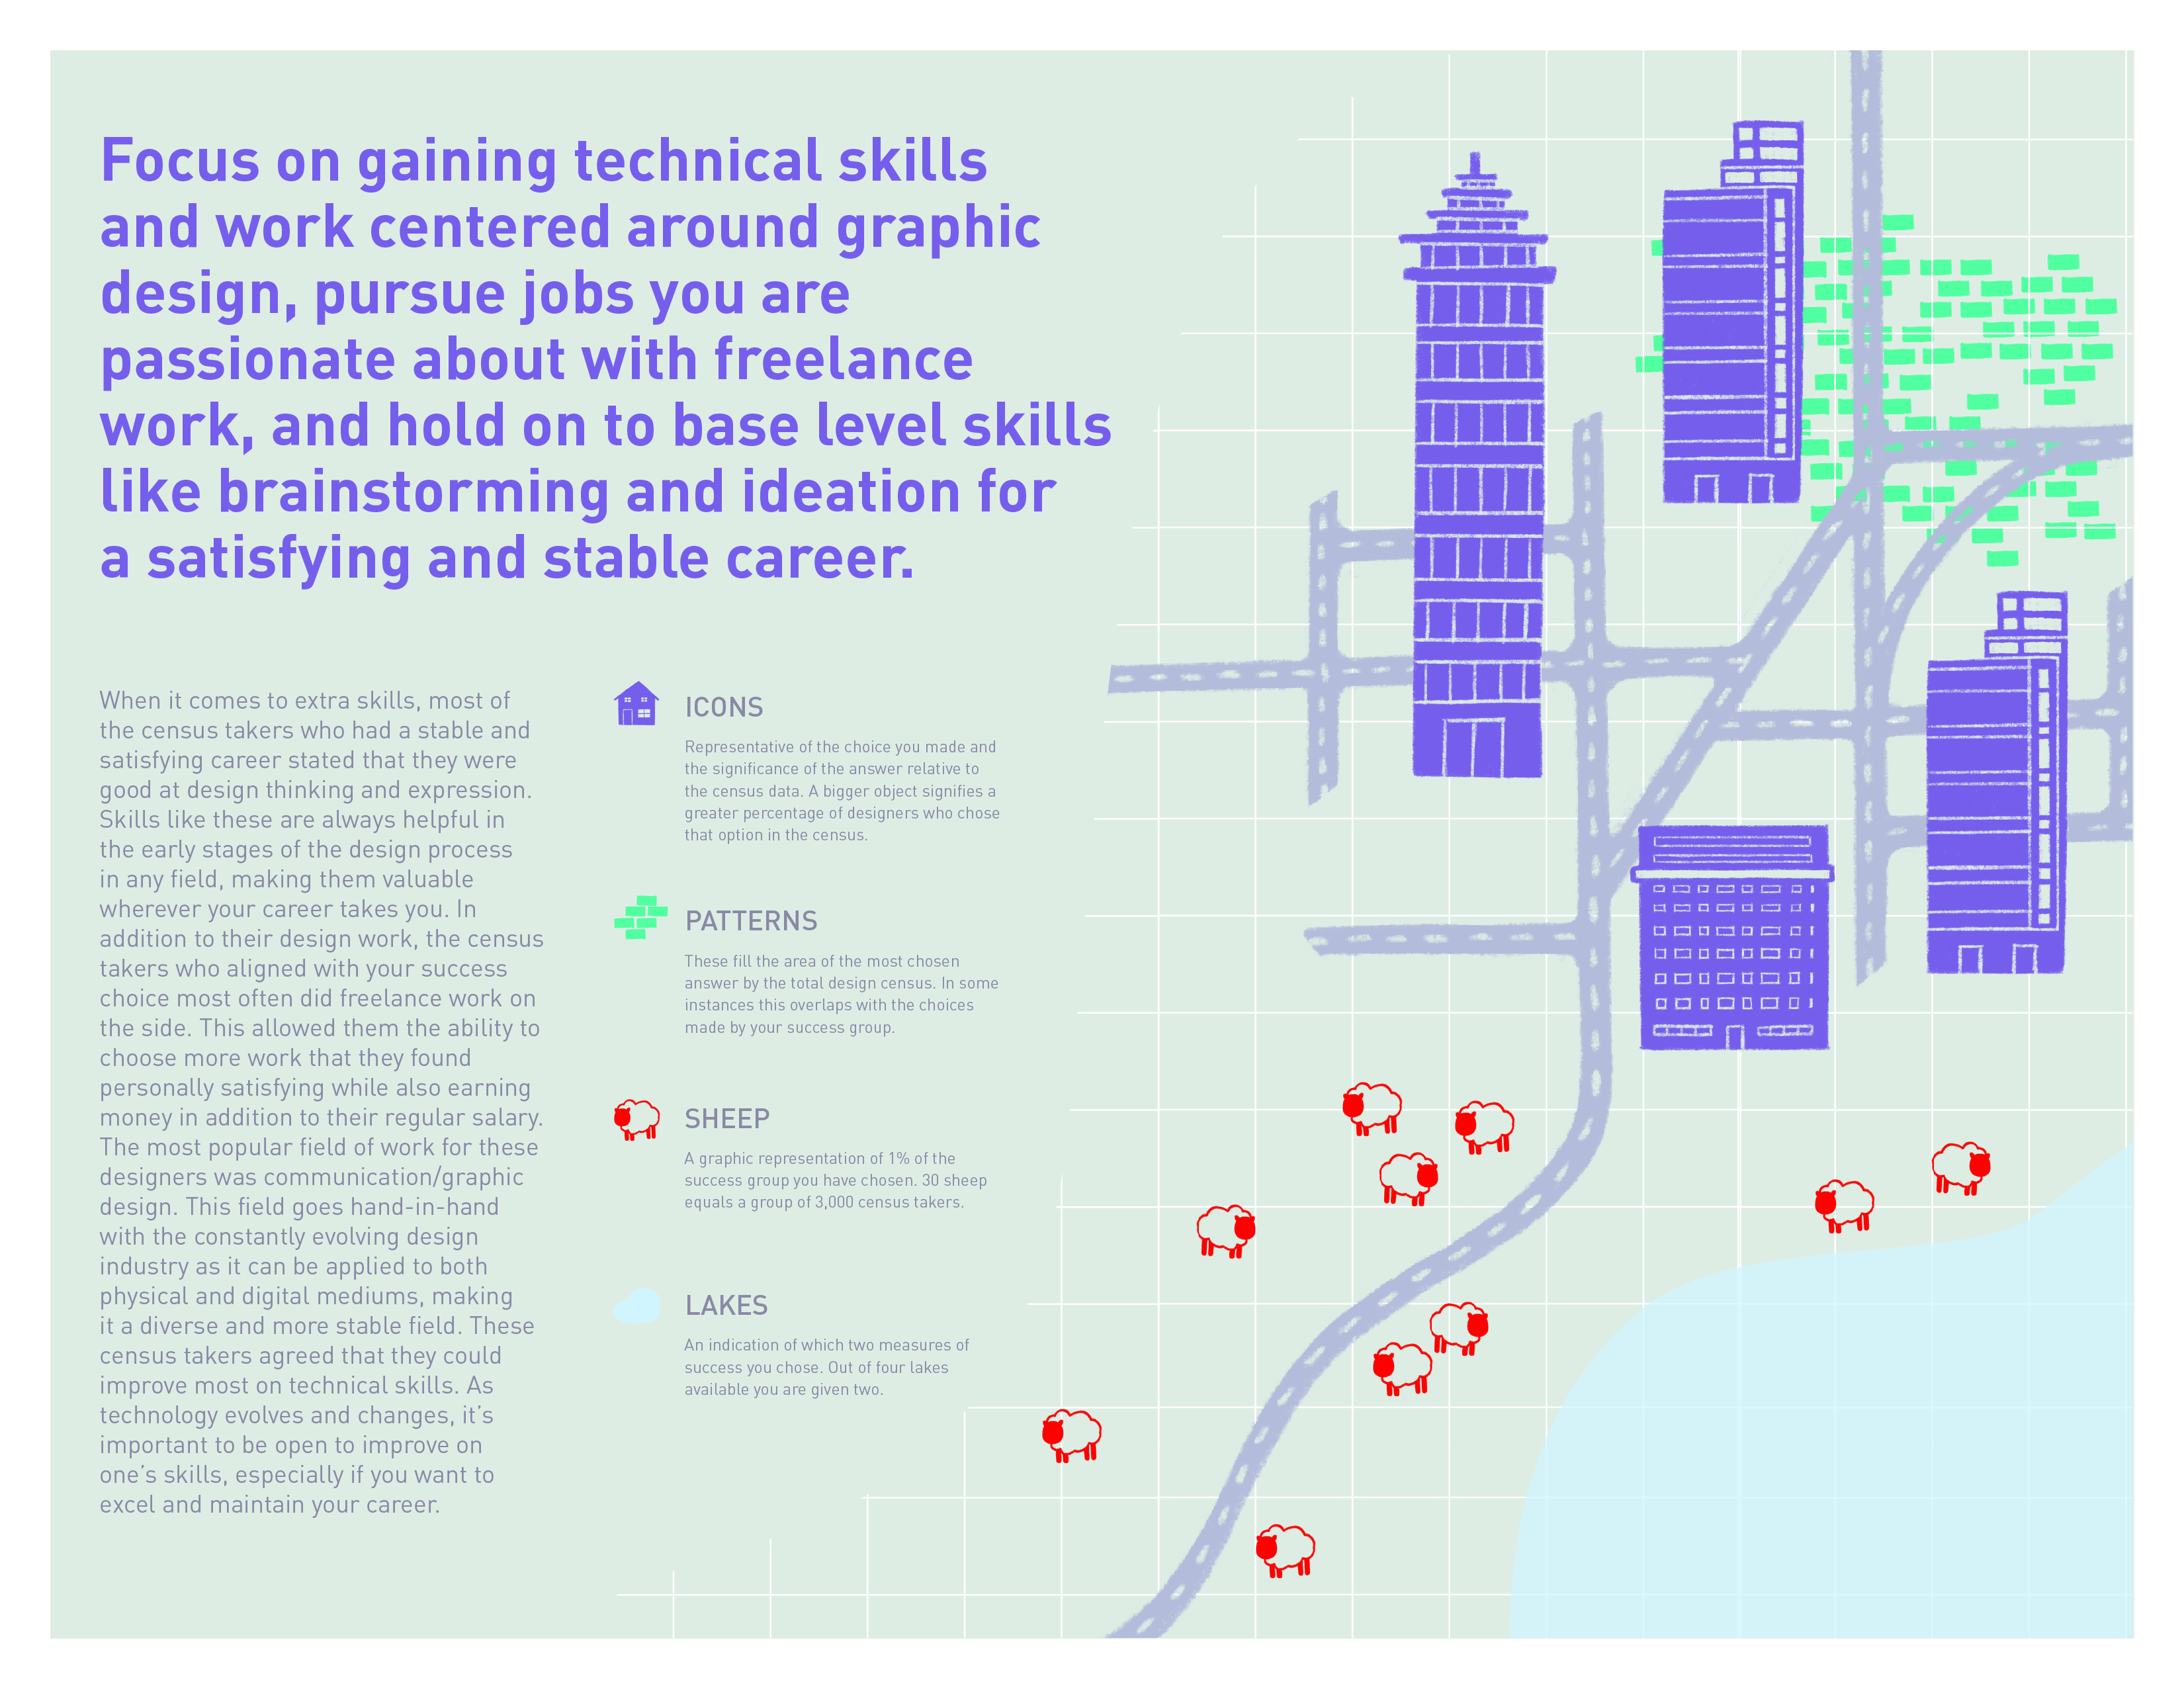 Focus on gaining technical skills
and work centered around graphic
design, pursue jobs you are
passionate about with freelance
work, and hold on to base level skills
like brainstorming and ideation for
a satisfying and stable career.
When it comes to extra skills, most of
the census takers who had a stable and
satisfying career stated that they were
good at design thinking and expression.
Skills like these are always helpful in
the early stages of the design process
in any field, making them valuable
wherever your career takes you. In
addition to their design work, the census
takers who aligned with your success
choice most often did freelance work on
the side. This allowed them the ability to
choose more work that they found
personally satisfying while also earning
money in addition to their regular salary.
The most popular field of work for these
designers was communication/graphic
design. This field goes hand-in-hand
with the constantly evolving design
industry as it can be applied to both
physical and digital mediums, making
it a diverse and more stable field. These
census takers agreed that they could
improve most on technical skills. As
technology evolves and changes, it's
important to be open to improve on
one's skills, especially if you want to
excel and maintain your career.
ICONS
Representative of the choice you made and
the significance of the answer relative to
the census data. A bigger object signifies a
greater percentage of designers who chose
that option in the census.
PATTERNS
These fill the area of the most chosen
answer by the total design census. In some
instances this overlaps with the choices
made by your success group.
SHEEP
A graphic representation of 1% of the
success group you have chosen. 30 sheep
equals a group of 3,000 census takers.
LAKES
An indication of which two measures of
success you chose. Out of four lakes
available you are given two.